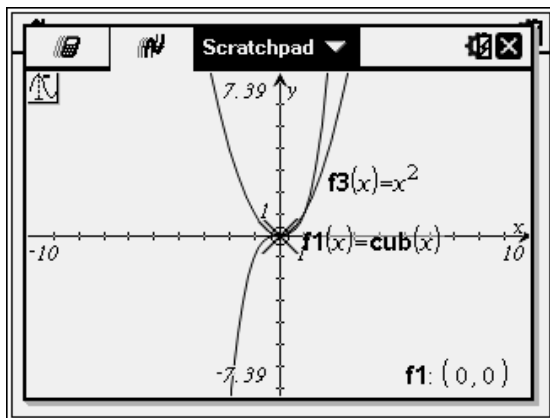 Scratchpad
7.39
y
f3(x)=x²
1
x
-10
f1(x)=cub(x)
1
10
-7.39
f1: (0,0)